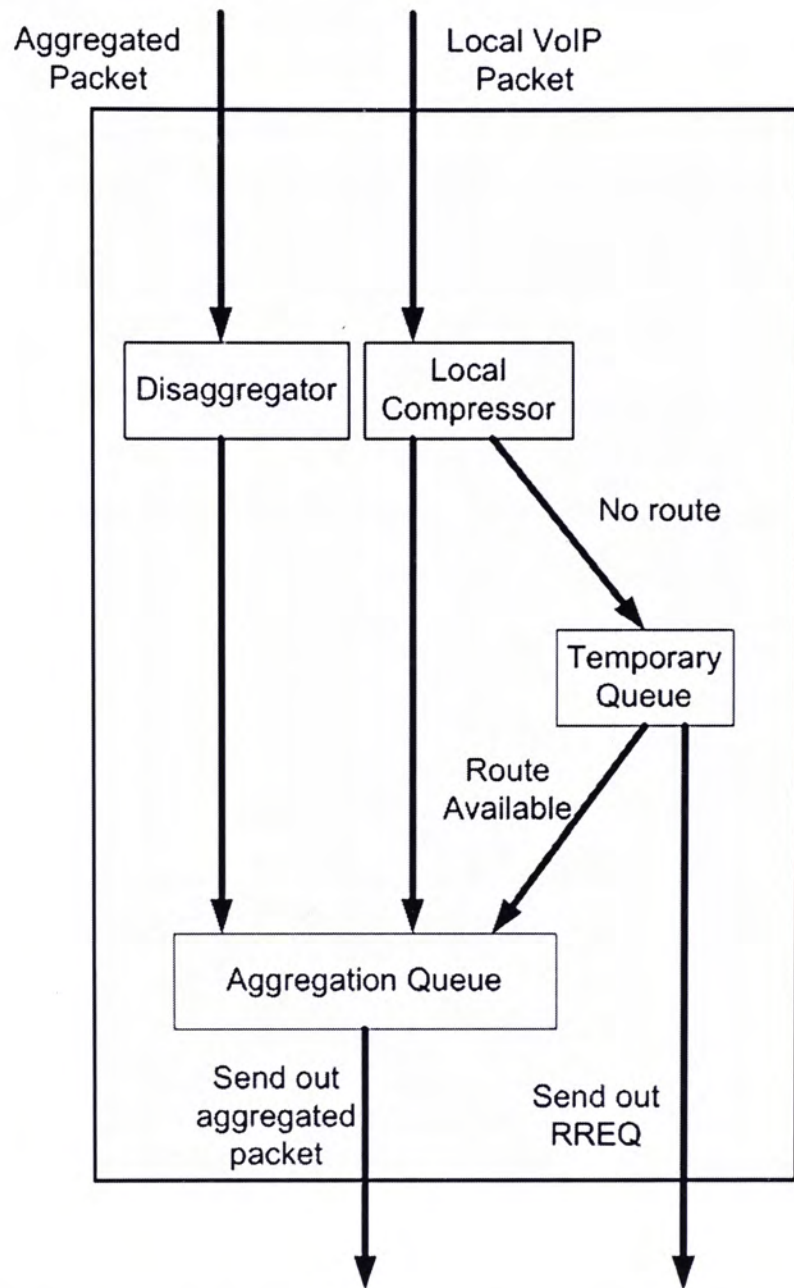 Aggregated
Packet
Local VoIP
Packet
Disaggregator
Local
Compressor
No route
Temporary
Queue
Route
Available
Aggregation Queue
Send out
aggregated
packet
Send out
RREQ